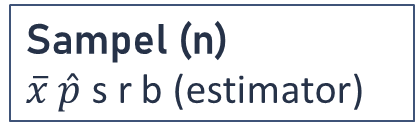 Sampel (n)
x̄ p̂ s r b (estimator)